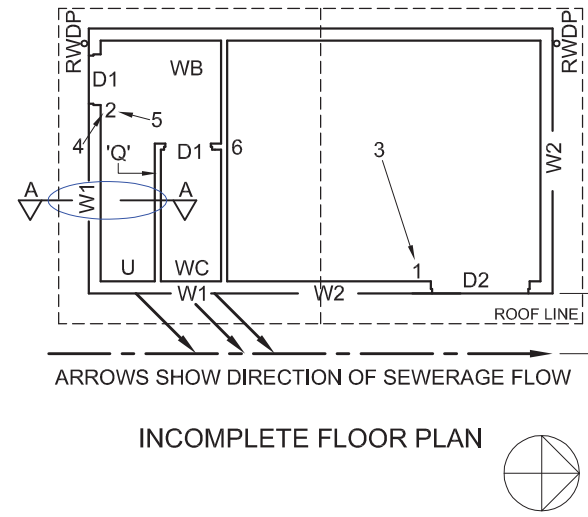 RWDP
RWDP
D1
WB
2
5
4
'Q'
D1
6
3
W2
A
W1
A
1
U
WC
D2
W1
W2
ROOF LINE
ARROWS SHOW DIRECTION OF SEWERAGE FLOW
INCOMPLETE FLOOR PLAN